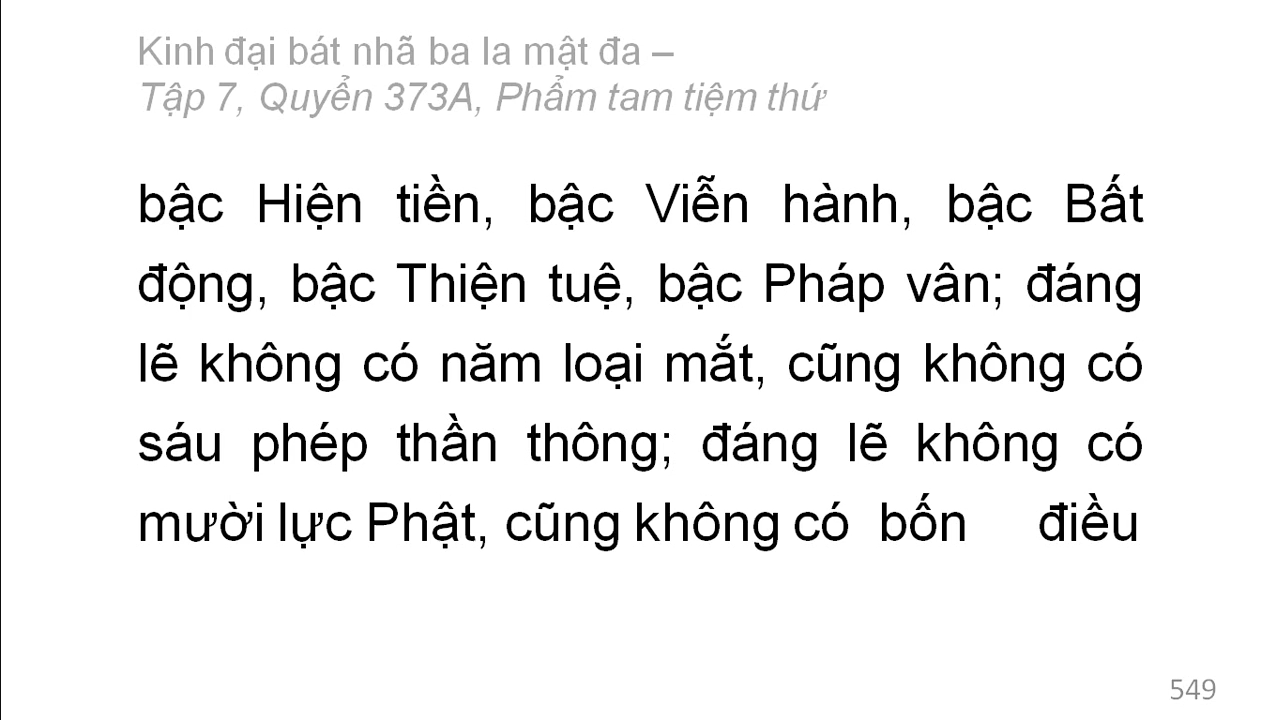 Kinh đại bát nhã ba la mật đa –
Tập 7, Quyển 373A, Phẩm tam tiệm thứ
bậc Hiện tiền, bậc Viễn hành, bậc Bất
động, bậc Thiện tuệ, bậc Pháp vân; đáng
lẽ không có năm loại mắt, cũng không có
sáu phép thần thông; đáng lẽ không có
mười lực Phật, cũng không có bốn điều
549